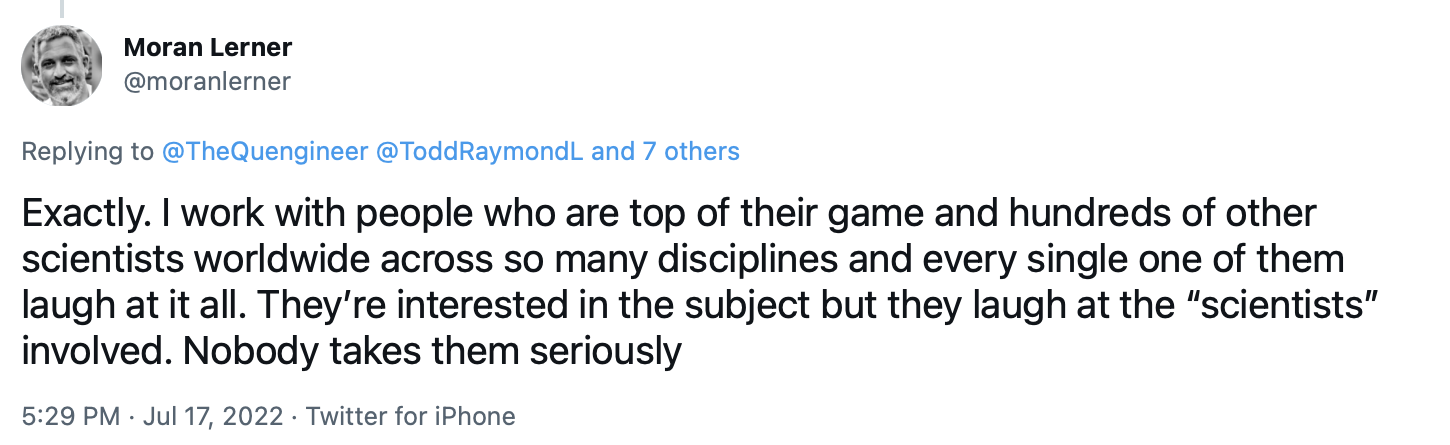 Moran Lerner
@moranlerner
Replying to @TheQuengineer @ToddRaymondL and 7 others
Exactly. I work with people who are top of their game and hundreds of other
scientists worldwide across so many disciplines and every single one of them
laugh at it all. They’re interested in the subject but they laugh at the “scientists”
involved. Nobody takes them seriously
5:29 PM · Jul 17, 2022 · Twitter for iPhone